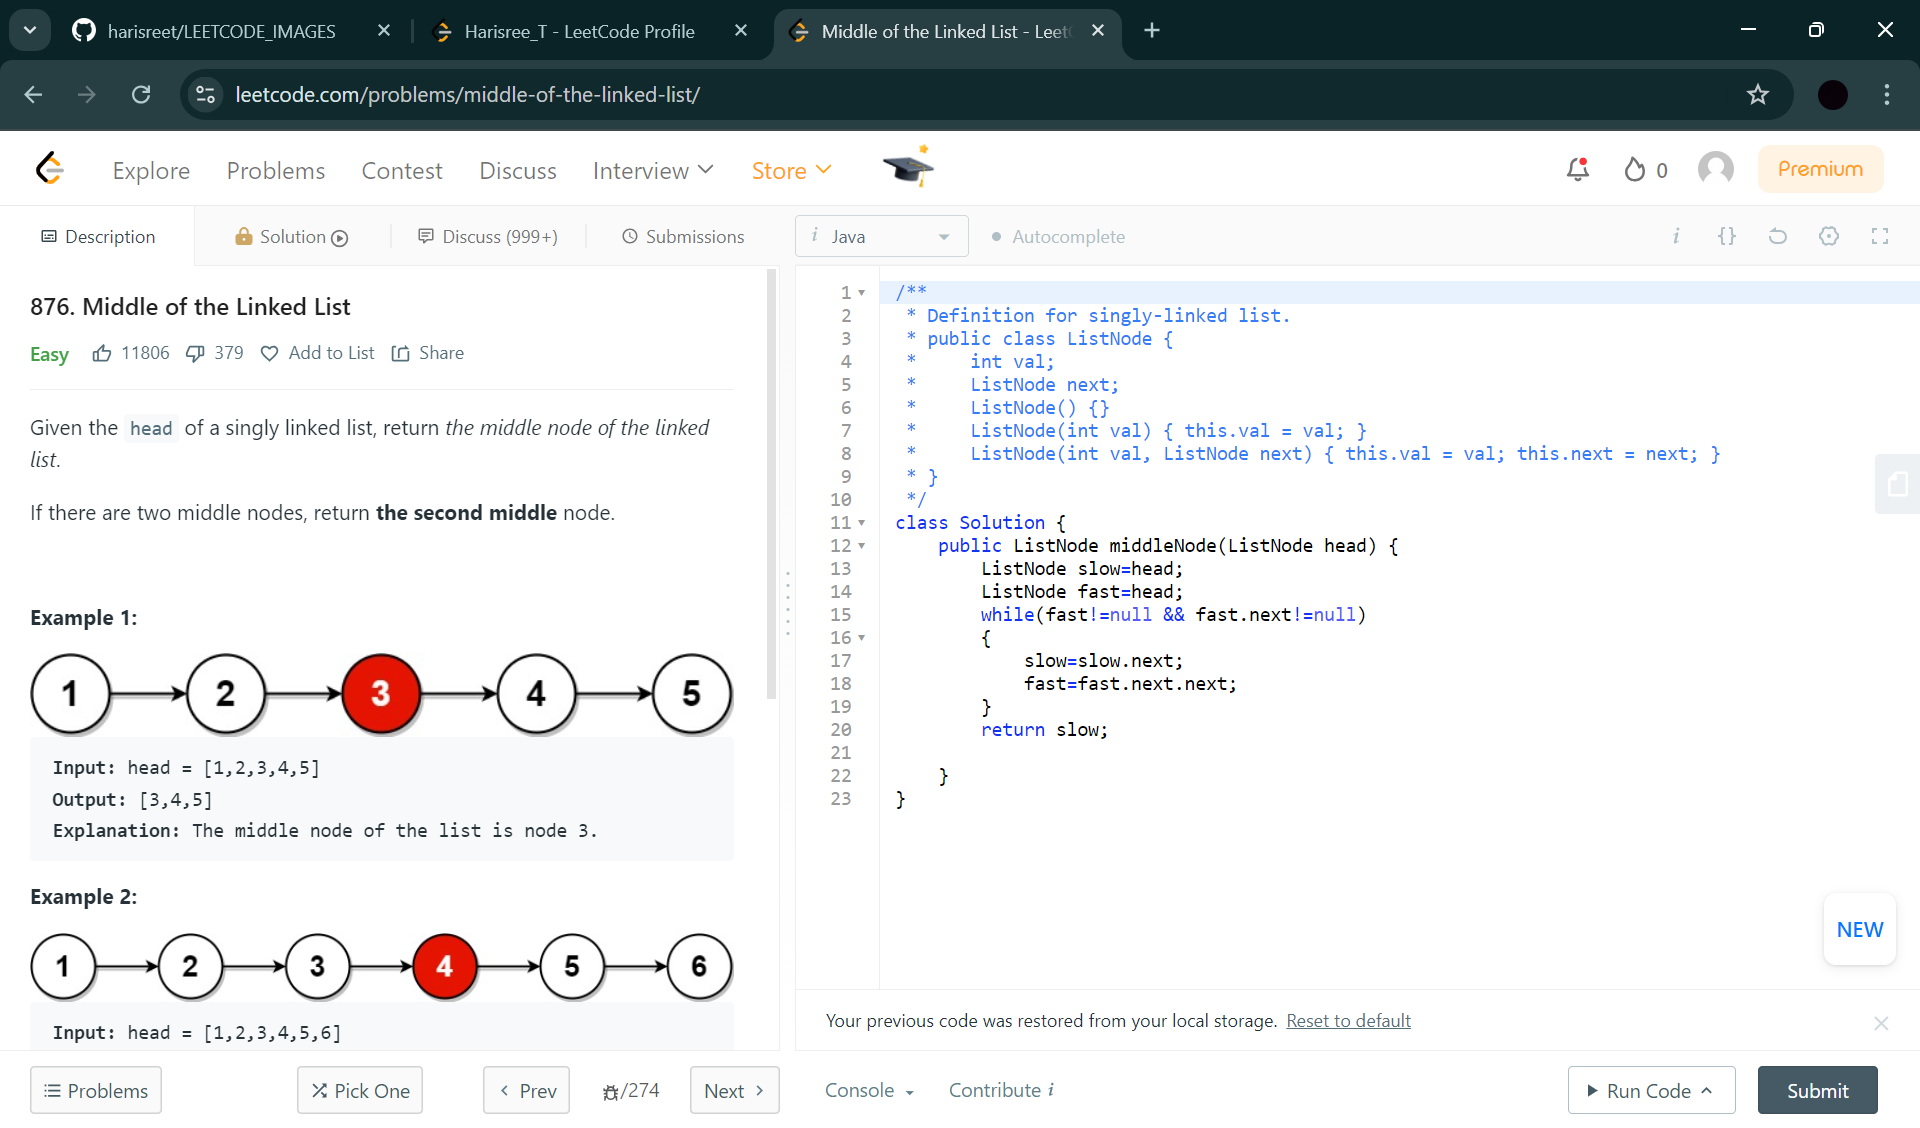 harisreet/LEETCODE_IMAGES
Harisree_T - LeetCode Profile
Middle of the Linked List - Leet
leetcode.com/problems/middle-of-the-linked-list/
Explore
Problems
Contest
Discuss
Interview
Store
0
Premium
Description
Solution
Discuss (999+)
Submissions
i Java
Autocomplete
i
{}
876. Middle of the Linked List
Easy 11806 379 Add to List Share
Given the head of a singly linked list, return the middle node of the linked
list.
If there are two middle nodes, return the second middle node.
Example 1:
1 2 3 4 5
Input: head = [1,2,3,4,5]
Output: [3,4,5]
Explanation: The middle node of the list is node 3.
Example 2:
1 2 3 4 5 6
Input: head = [1,2,3,4,5,6]
1 /**
2 * Definition for singly-linked list.
3 * public class ListNode {
4 *     int val;
5 *     ListNode next;
6 *     ListNode() {}
7 *     ListNode(int val) { this.val = val; }
8 *     ListNode(int val, ListNode next) { this.val = val; this.next = next; }
9 * }
10 */
11 class Solution {
12     public ListNode middleNode(ListNode head) {
13         ListNode slow=head;
14         ListNode fast=head;
15         while(fast!=null && fast.next!=null)
16         {
17             slow=slow.next;
18             fast=fast.next.next;
19         }
20         return slow;
21
22     }
23 }
NEW
Your previous code was restored from your local storage. Reset to default
Problems
Pick One
Prev
/274
Next
Console
Contribute i
Run Code
Submit